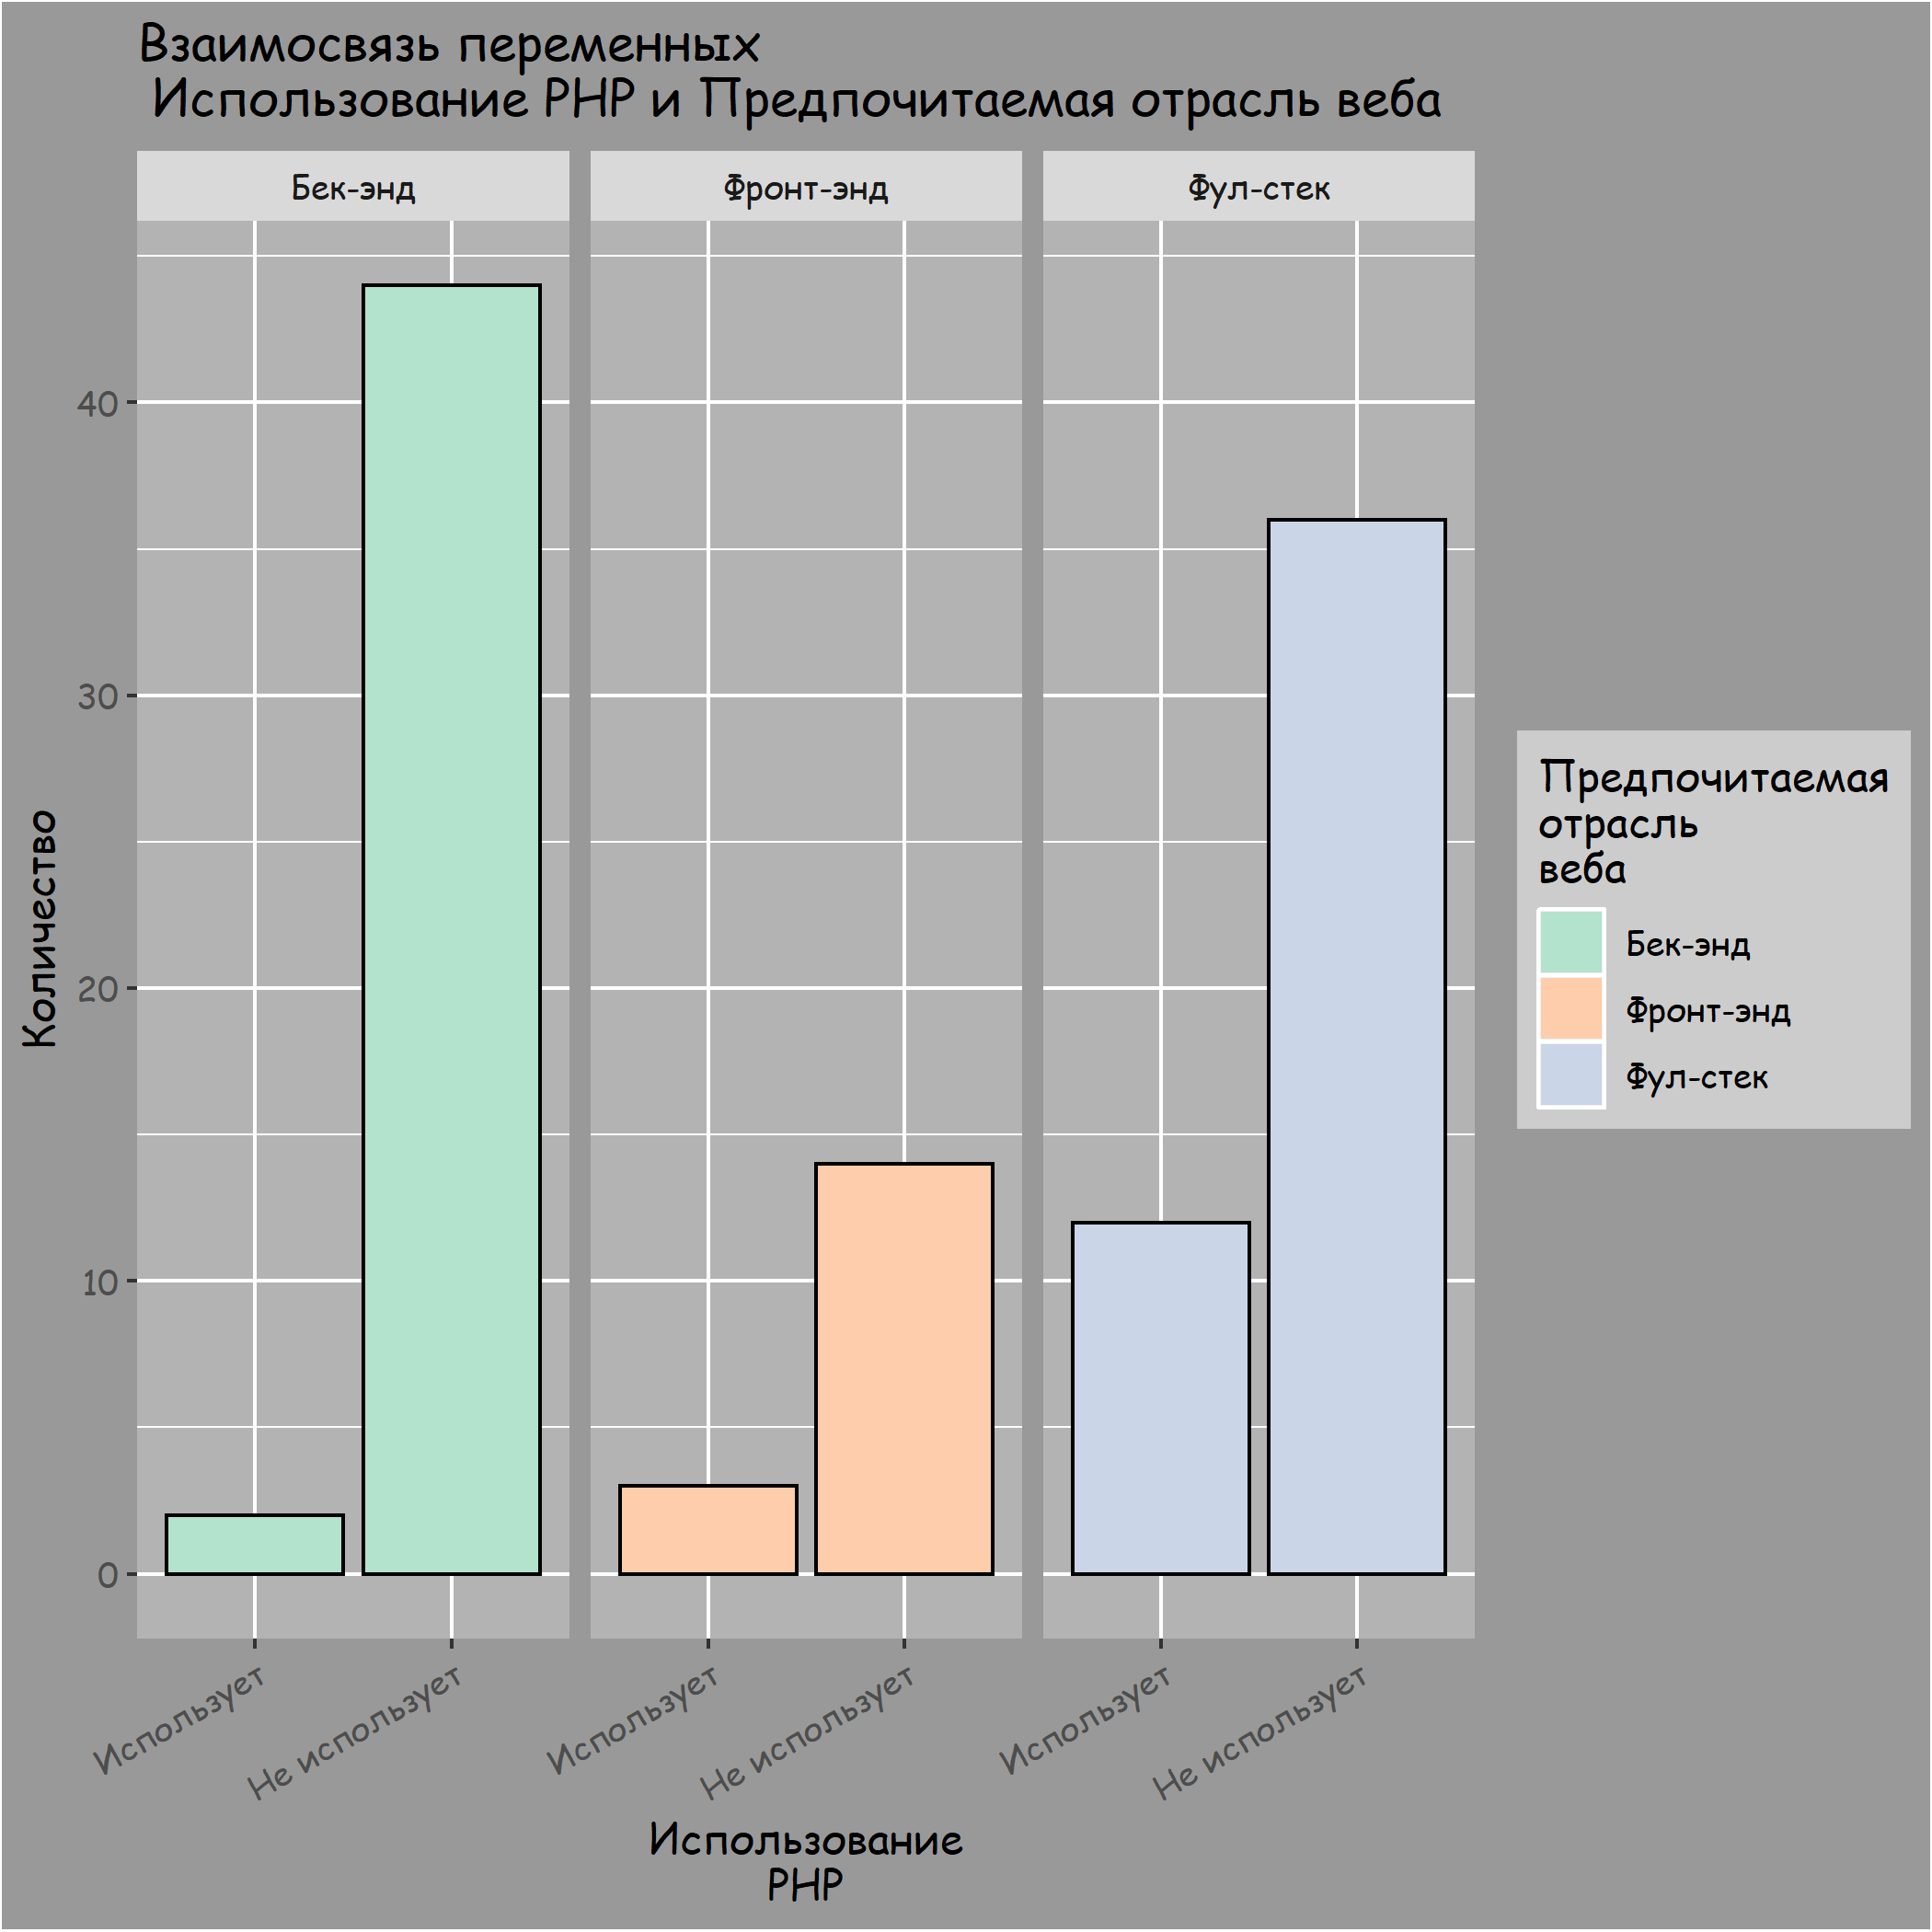 Взаимосвязь переменных
Использование PHP и Предпочитаемая отрасль веба
Бек-энд
Фронт-энд
Фул-стек
Количество
40
30
20
10
0
Использует
Не использует
Использует
Не использует
Использует
Не использует
Использование
PHP
Предпочитаемая
отрасль
веба
Бек-энд
Фронт-энд
Фул-стек